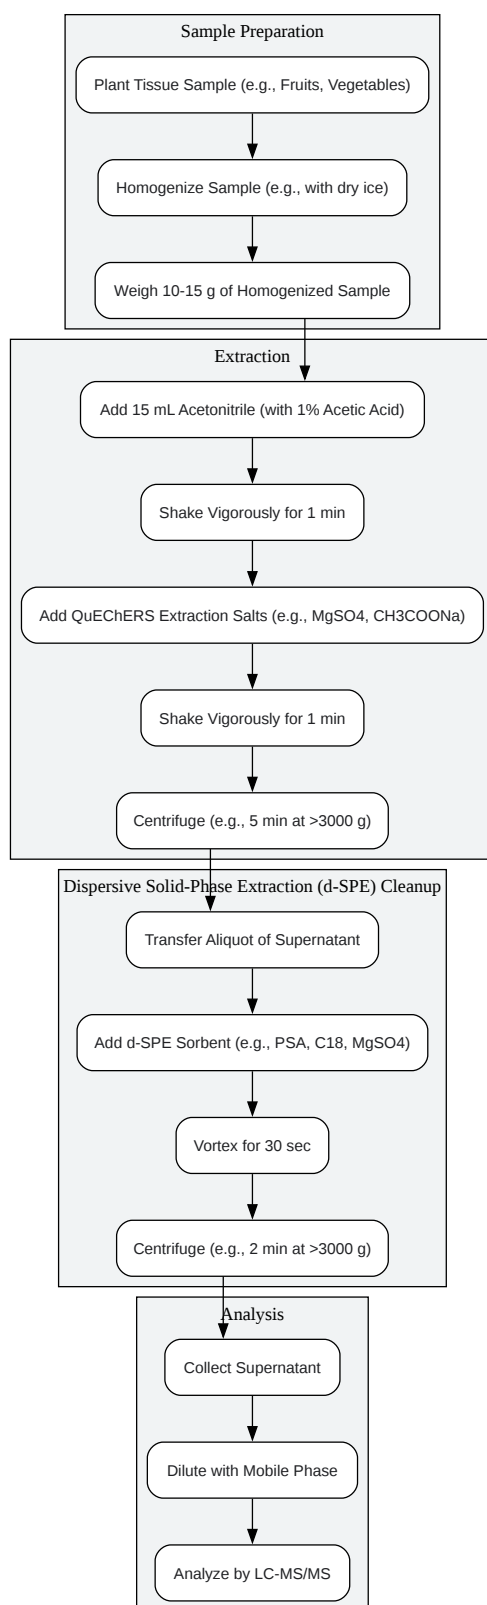 Sample Preparation
Plant Tissue Sample (e.g., Fruits, Vegetables)
Homogenize Sample (e.g., with dry ice)
Weigh 10-15 g of Homogenized Sample
Extraction
Add 15 mL Acetonitrile (with 1% Acetic Acid)
Shake Vigorously for 1 min
Add QuEChERS Extraction Salts (e.g., MgSO4, CH3COONa)
Shake Vigorously for 1 min
Centrifuge (e.g., 5 min at >3000 g)
Dispersive Solid-Phase Extraction (d-SPE) Cleanup
Transfer Aliquot of Supernatant
Add d-SPE Sorbent (e.g., PSA, C18, MgSO4)
Vortex for 30 sec
Centrifuge (e.g., 2 min at >3000 g)
Analysis
Collect Supernatant
Dilute with Mobile Phase
Analyze by LC-MS/MS